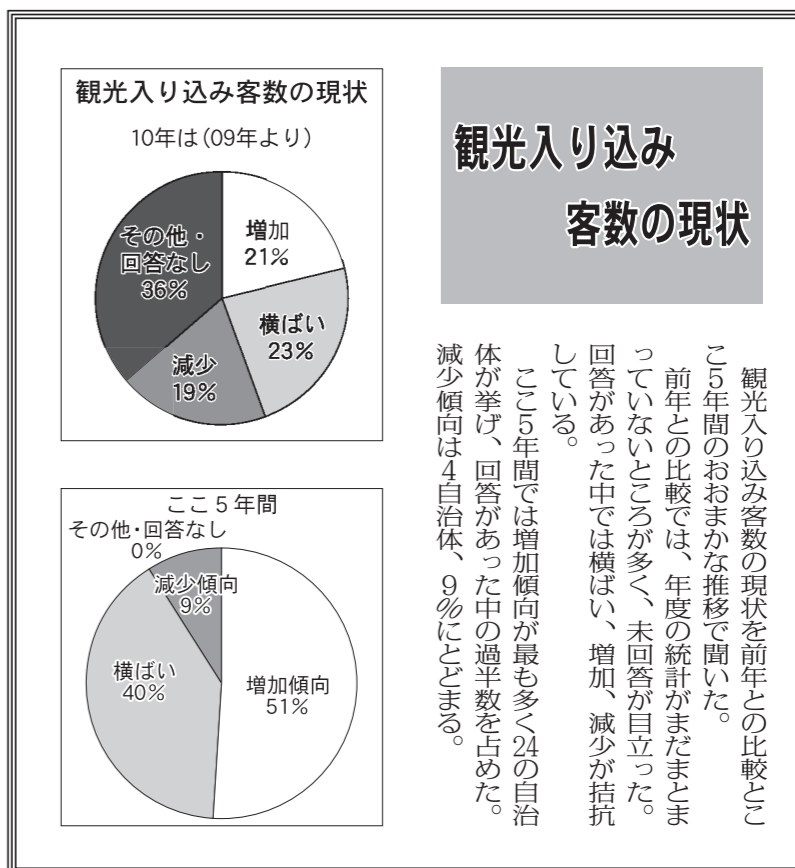 観光入り込み
客数の現状
観光入り込み客数の現状を前年との比較とこ
こ5年間のおおまかな推移で聞いた。
前年との比較では、年度の統計がまだまとま
っていないところが多く、未回答が目立った。
回答があった中では横ばい、増加、減少が拮抗
している。
ここ5年間では増加傾向が最も多く24の自治
体が挙げ、回答があった中の過半数を占めた。
減少傾向は4自治体、9%にとどまる。
観光入り込み客数の現状
10年は(09年より)
増加
21%
横ばい
23%
減少
19%
その他・
回答なし
36%
ここ5年間
その他・回答なし
0%
減少傾向
9%
横ばい
40%
増加傾向
51%